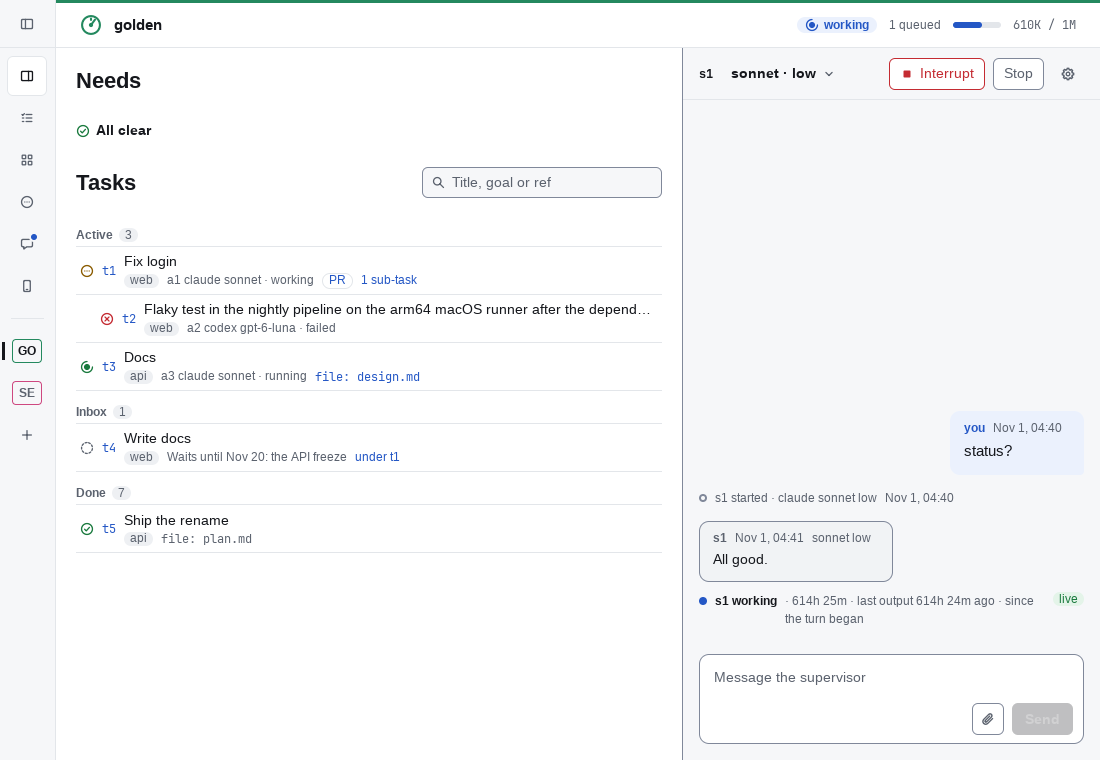 golden
working
1 queued
610K / 1M
Needs
All clear
Tasks
Title, goal or ref
Active 3
t1
Fix login
web a1 claude sonnet · working PR 1 sub-task
t2
Flaky test in the nightly pipeline on the arm64 macOS runner after the depend…
web a2 codex gpt-6-luna · failed
t3
Docs
api a3 claude sonnet · running file: design.md
Inbox 1
t4
Write docs
web Waits until Nov 20: the API freeze under t1
Done 7
t5
Ship the rename
api file: plan.md
GO
SE
s1 sonnet · low
Interrupt
Stop
you Nov 1, 04:40
status?
s1 started · claude sonnet low Nov 1, 04:40
s1 Nov 1, 04:41 sonnet low
All good.
s1 working · 614h 25m · last output 614h 24m ago · since
the turn began
live
Message the supervisor
Send